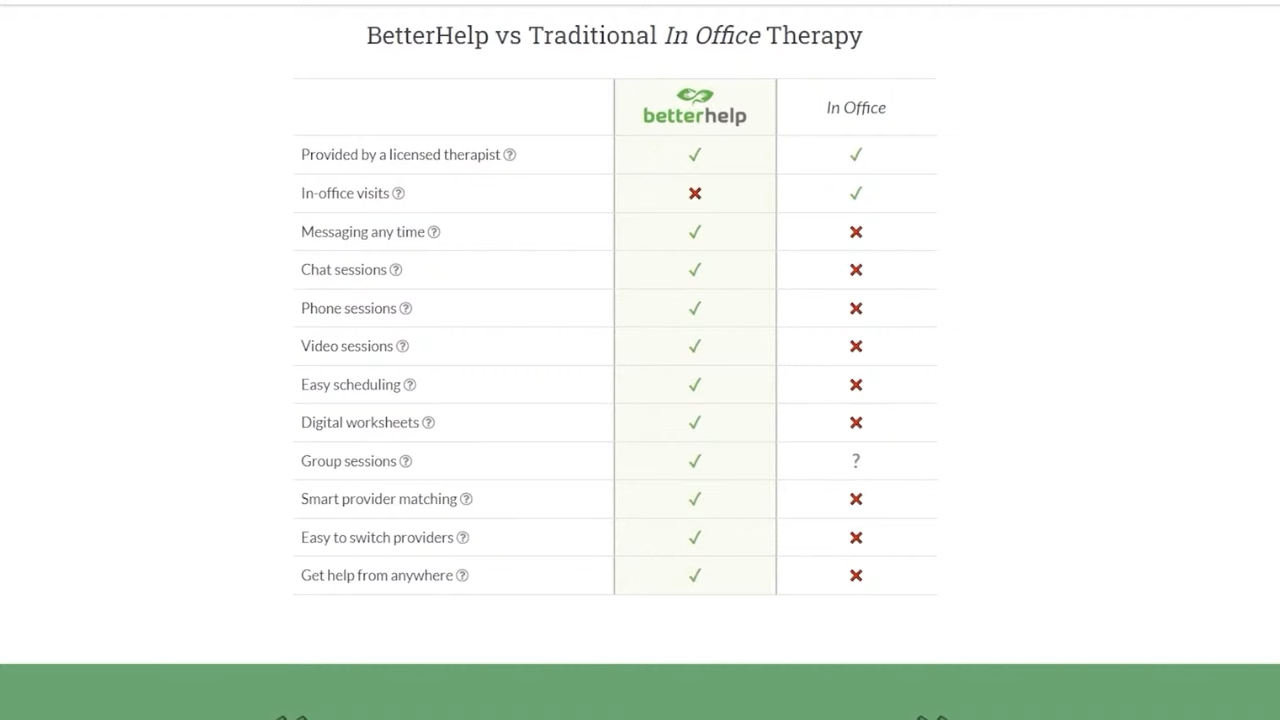 BetterHelp vs Traditional In Office Therapy
betterhelp In Office
Provided by a licensed therapist ? ✓ ✓
In-office visits ? ✗ ✓
Messaging any time ? ✓ ✗
Chat sessions ? ✓ ✗
Phone sessions ? ✓ ✗
Video sessions ? ✓ ✗
Easy scheduling ? ✓ ✗
Digital worksheets ? ✓ ✗
Group sessions ? ✓ ?
Smart provider matching ? ✓ ✗
Easy to switch providers ? ✓ ✗
Get help from anywhere ? ✓ ✗